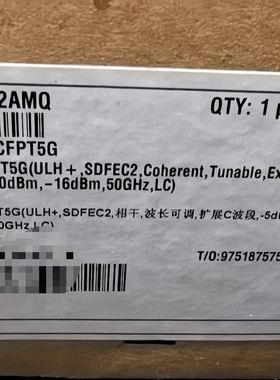 2AMQ QTY: 1 p
CFPT5G
T5G(ULH+,SDFEC2,Coherent,Tunable,Ex
0dBm,-16dBm,50GHz,LC)
T5G(ULH+,SDFEC2,相干,波长可调,扩展C波段,-5d
0GHz,LC)
T/O:975187575